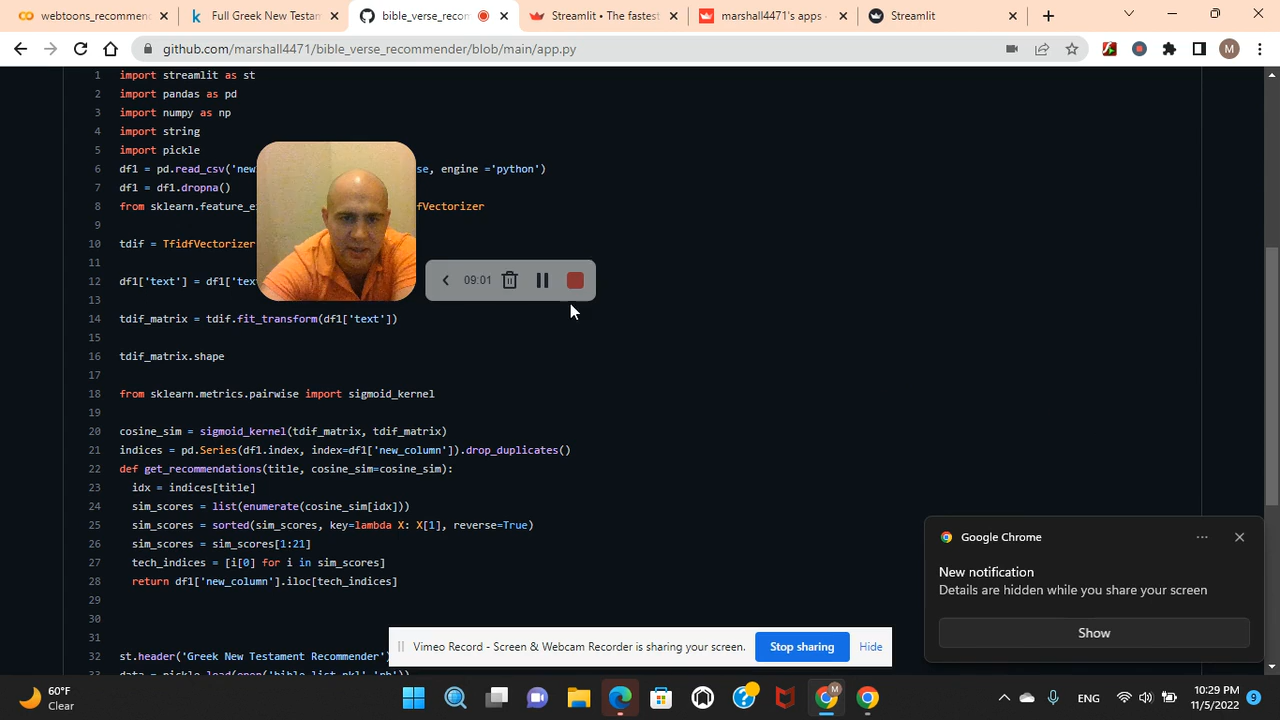 webtoons_recommen
Full Greek New Testam
bible_verse_recom
Streamlit • The fastest
marshall4471's apps
Streamlit
github.com/marshall4471/bible_verse_recommender/blob/main/app.py
M
1 import streamlit as st
2 import pandas as pd
3 import numpy as np
4 import string
5 import pickle
6 df1 = pd.read_csv('new se, engine ='python')
7 df1 = df1.dropna()
8 from sklearn.feature_e fVectorizer
9
10 tdif = TfidfVectorizer
11
12 df1['text'] = df1['tex
13
14 tdif_matrix = tdif.fit_transform(df1['text'])
15
16 tdif_matrix.shape
17
18 from sklearn.metrics.pairwise import sigmoid_kernel
19
20 cosine_sim = sigmoid_kernel(tdif_matrix, tdif_matrix)
21 indices = pd.Series(df1.index, index=df1['new_column']).drop_duplicates()
22 def get_recommendations(title, cosine_sim=cosine_sim):
23 idx = indices[title]
24 sim_scores = list(enumerate(cosine_sim[idx]))
25 sim_scores = sorted(sim_scores, key=lambda X: X[1], reverse=True)
26 sim_scores = sim_scores[1:21]
27 tech_indices = [i[0] for i in sim_scores]
28 return df1['new_column'].iloc[tech_indices]
29
30
31
32 st.header('Greek New Testament Recommender')
33 data = pickle.load(open('bible_list.pkl','rb'))
09:01
Google Chrome
New notification
Details are hidden while you share your screen
Show
Vimeo Record - Screen & Webcam Recorder is sharing your screen. Stop sharing Hide
60°F
Clear
M
ENG
10:29 PM
11/5/2022
9